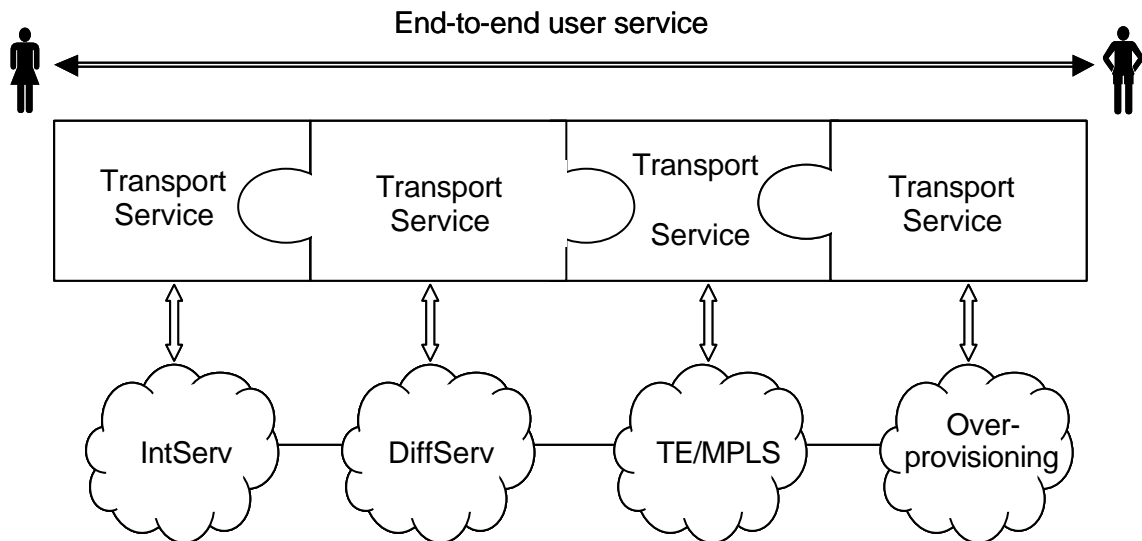 End-to-end user service
Transport
Service
Transport
Service
Transport
Service
Transport
Service
IntServ
DiffServ
TE/MPLS
Over-
provisioning